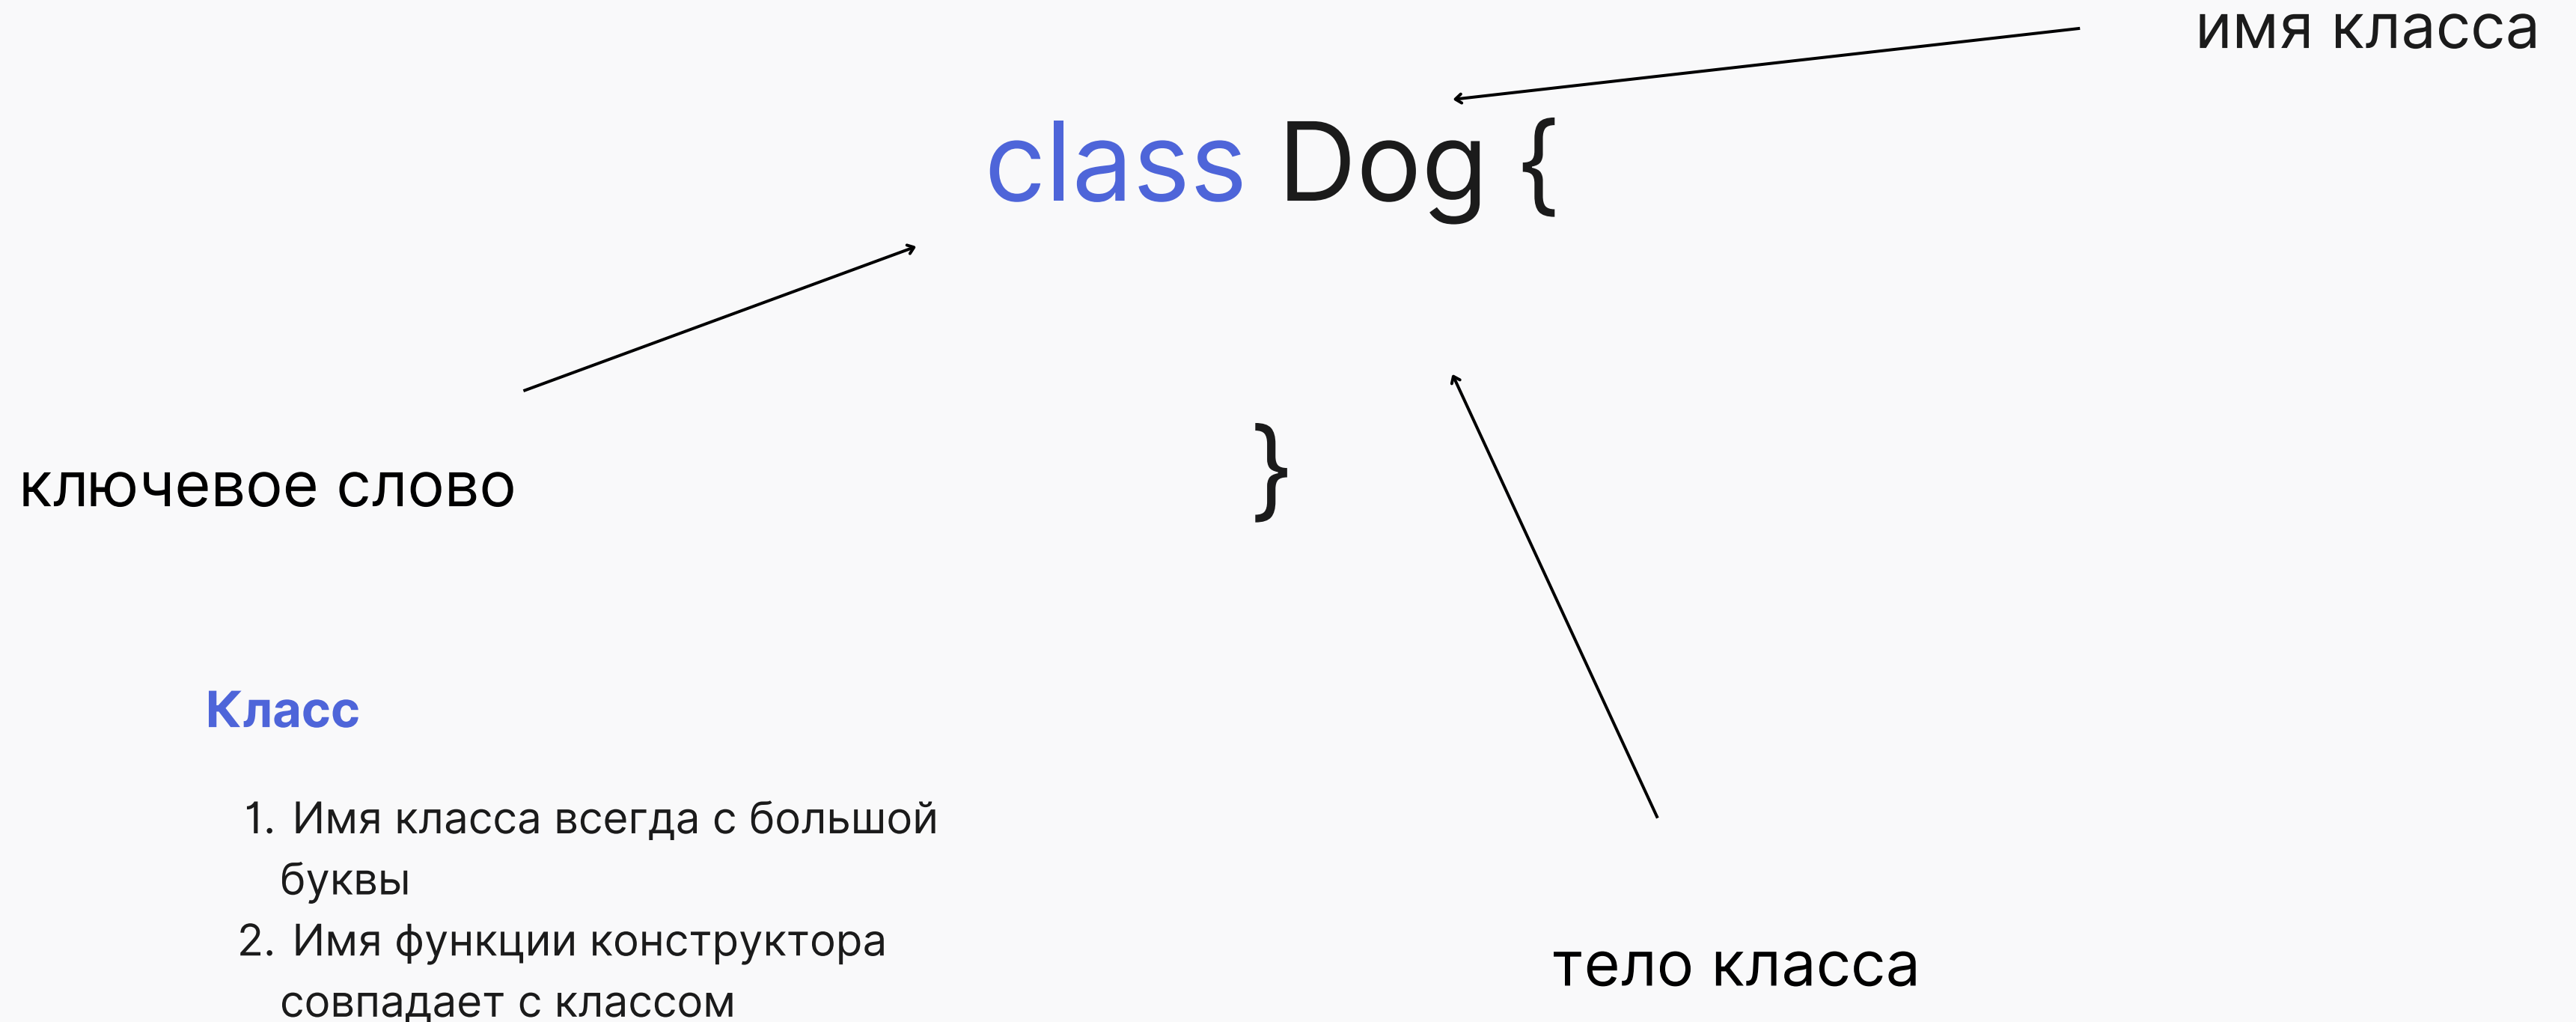 имя класса
class Dog {
}
ключевое слово
Класс
1. Имя класса всегда с большой
буквы
2. Имя функции конструктора
совпадает с классом
тело класса